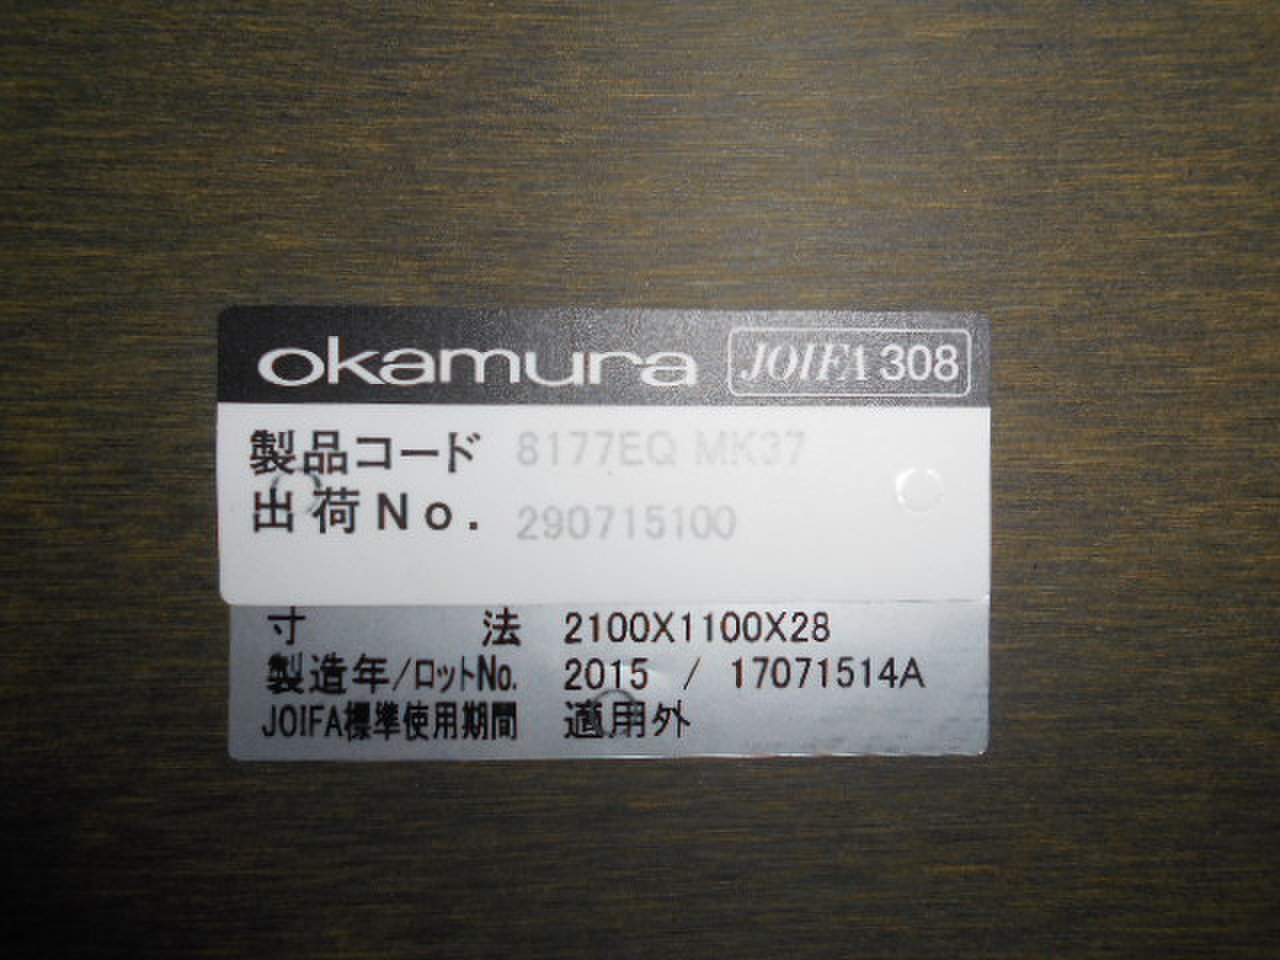 okamura JOIFA 308
製品コード 8177EQ MK37
出荷No. 290715100
寸法 2100X1100X28
製造年/ロットNo. 2015 / 17071514A
JOIFA標準使用期間 適用外